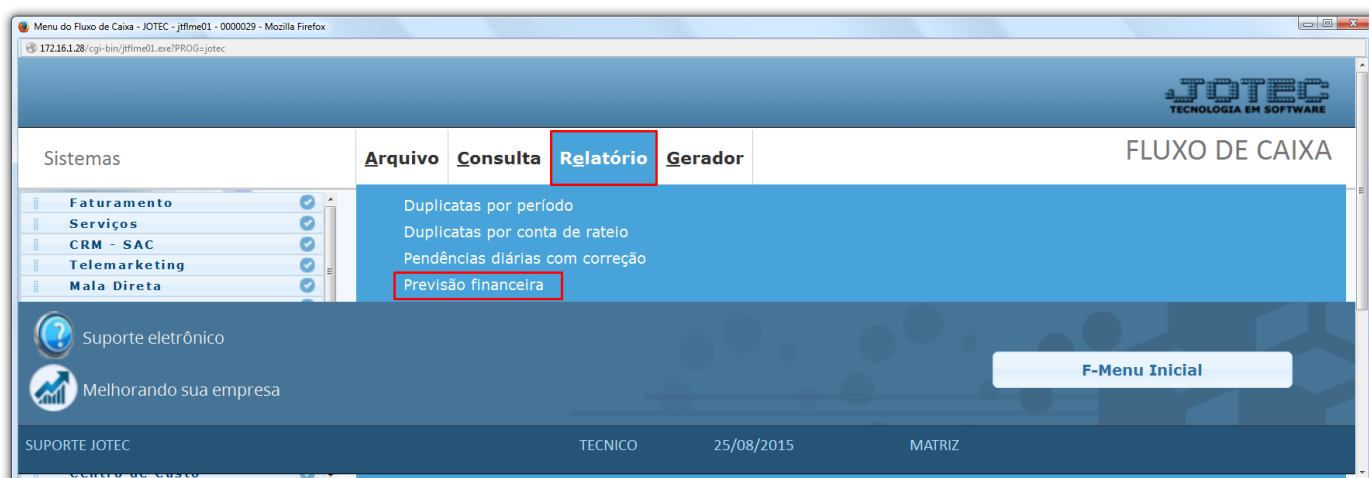 Menu do Fluxo de Caixa - JOTEC - jtflme01 - 0000029 - Mozilla Firefox
172.16.1.28/cgi-bin/jtflme01.exe?PROG=jotec
JOTEC
TECNOLOGIA EM SOFTWARE
Sistemas
Arquivo Consulta Relatório Gerador
FLUXO DE CAIXA
Faturamento
Serviços
CRM - SAC
Telemarketing
Mala Direta
Duplicatas por período
Duplicatas por conta de rateio
Pendências diárias com correção
Previsão financeira
Suporte eletrônico
Melhorando sua empresa
F-Menu Inicial
SUPORTE JOTEC TECNICO 25/08/2015 MATRIZ
Centro de Custo